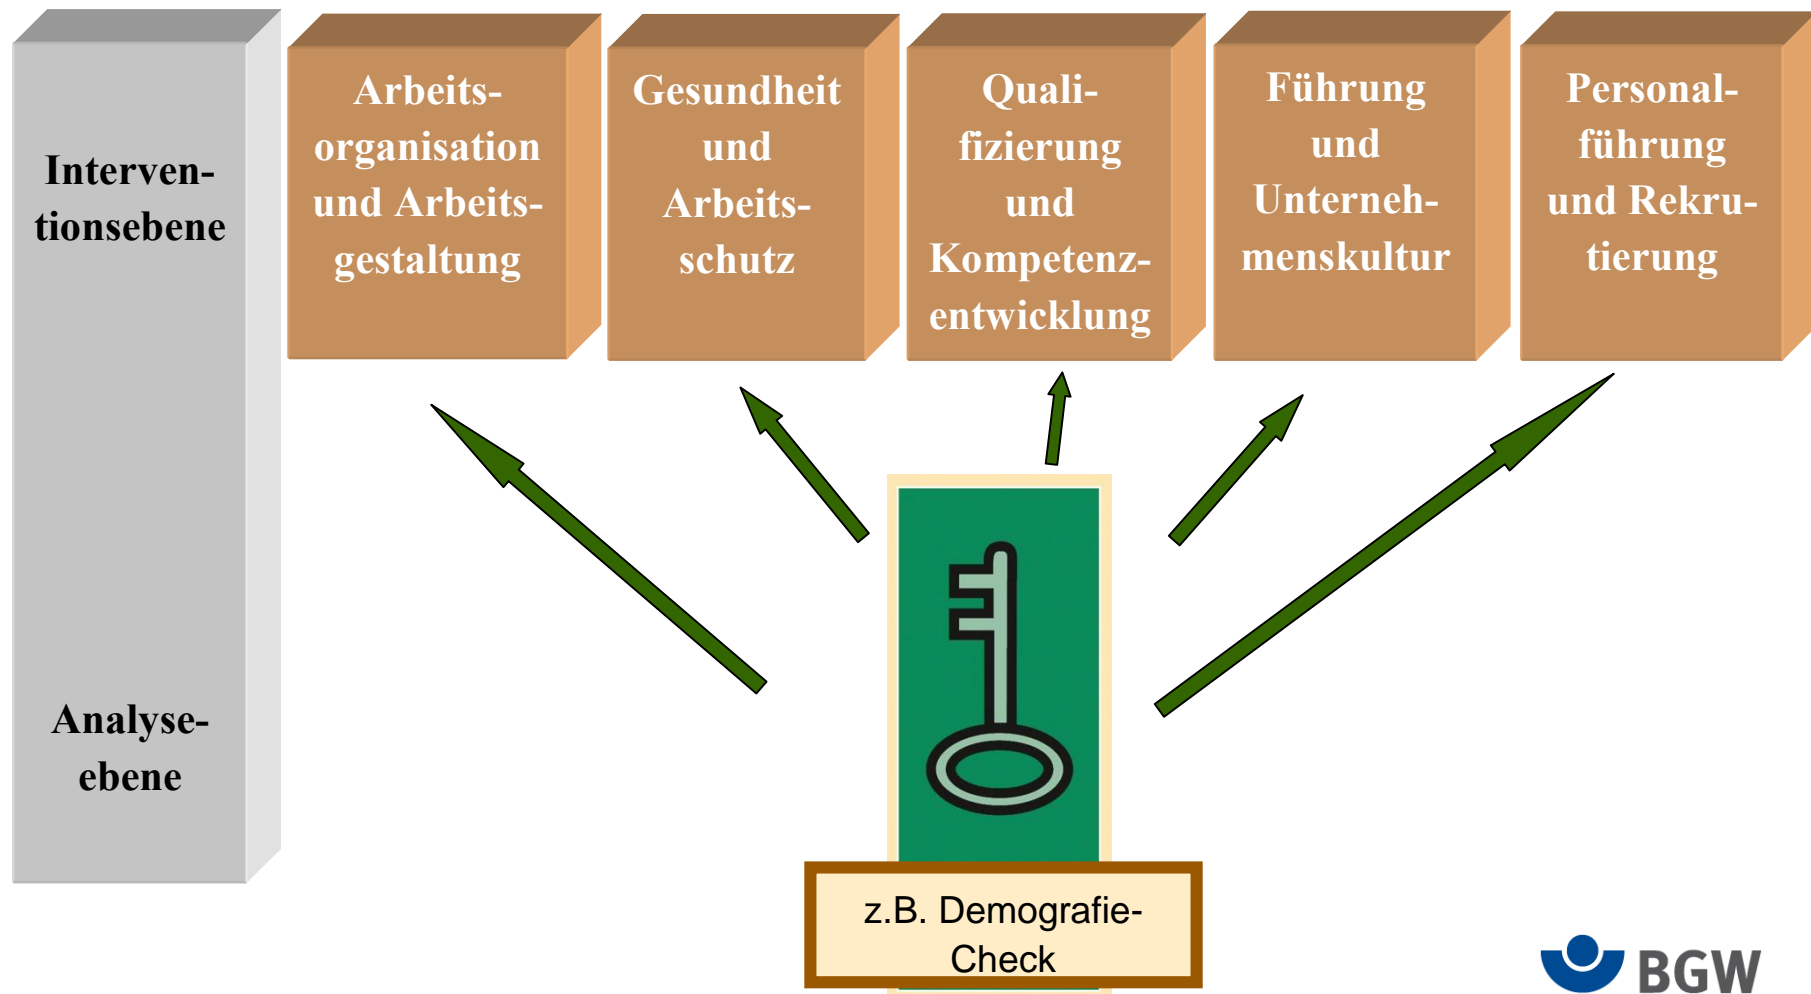 Interven-
tionsebene
Analyse-
ebene
Arbeits-
organisation
und Arbeits-
gestaltung
Gesundheit
und
Arbeits-
schutz
Quali-
fizierung
und
Kompetenz-
entwicklung
Führung
und
Unterneh-
menskultur
Personal-
führung
und Rekru-
tierung
z.B. Demografie-
Check
BGW